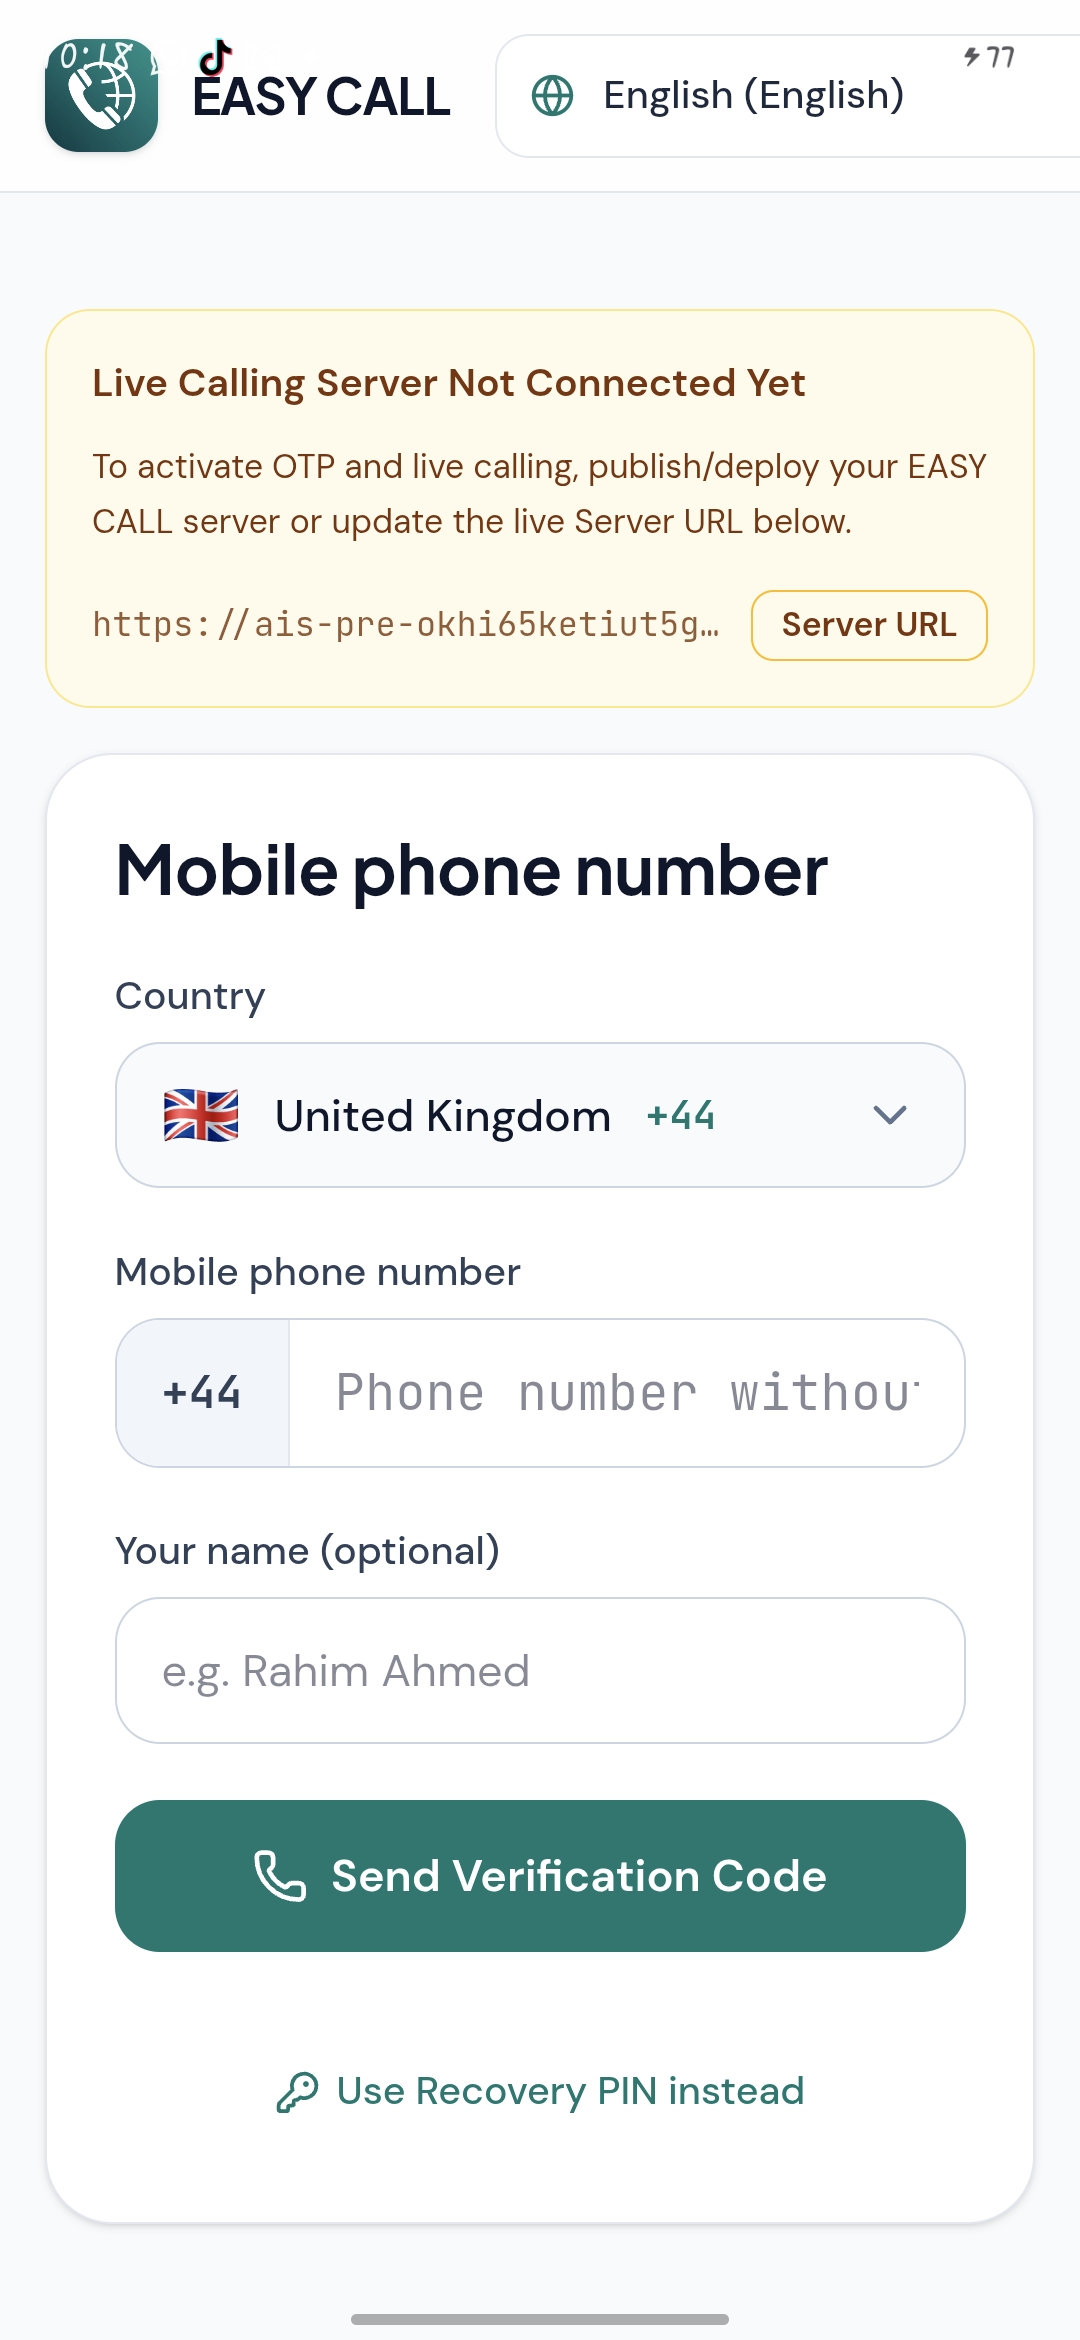 0:18
77
EASY CALL
English (English)
Live Calling Server Not Connected Yet
To activate OTP and live calling, publish/deploy your EASY
CALL server or update the live Server URL below.
https://ais-pre-okhi65ketiut5g…
Server URL
Mobile phone number
Country
United Kingdom +44
Mobile phone number
+44
Phone number withou
Your name (optional)
e.g. Rahim Ahmed
Send Verification Code
Use Recovery PIN instead